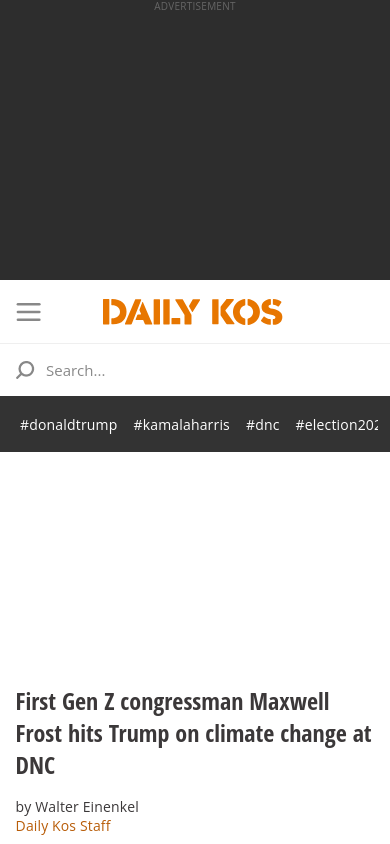 ADVERTISEMENT
DAILY KOS
Search...
#donaldtrump #kamalaharris #dnc #election202
First Gen Z congressman Maxwell
Frost hits Trump on climate change at
DNC
by Walter Einenkel
Daily Kos Staff